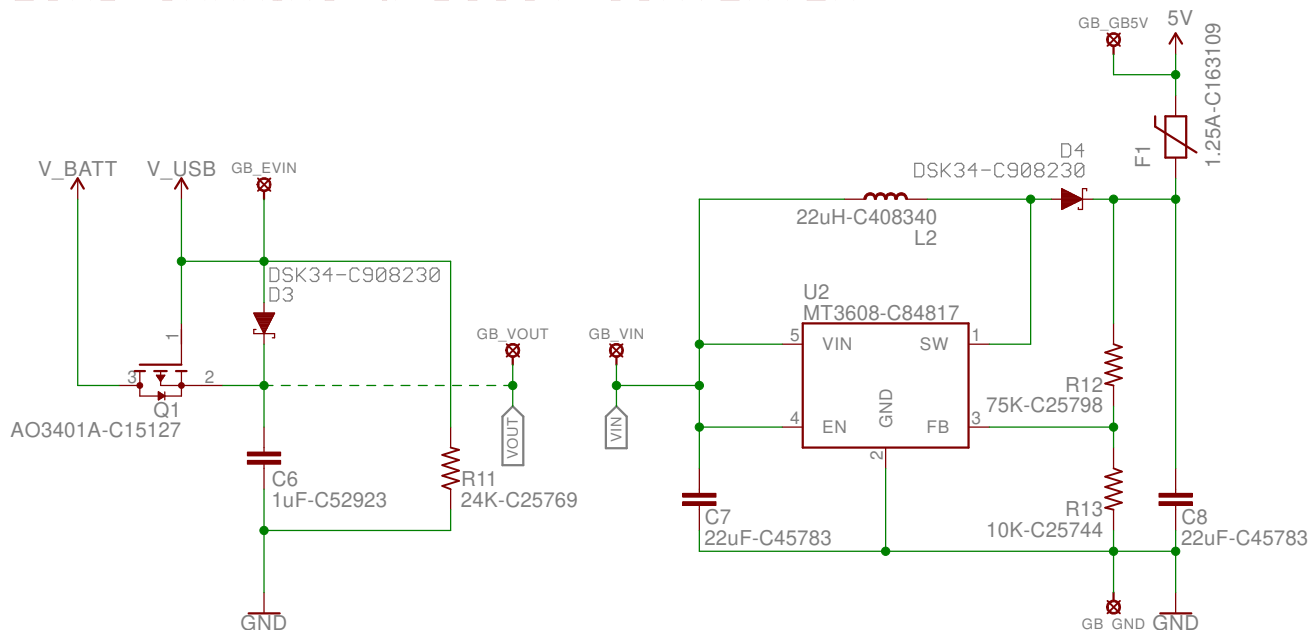 GB_GB5V
5V
1.25A-C163109
F1
V_BATT
V_USB
GB_EVIN
D4
DSK34-C908230
22uH-C408340
L2
DSK34-C908230
D3
U2
MT3608-C84817
GB_VOUT
GB_VIN
1
5
VIN
SW
1
3
2
Q1
AO3401A-C15127
R12
75K-C25798
VOUT
VIN
4
EN
GND
FB
3
2
C6
1uF-C52923
R11
24K-C25769
C7
22uF-C45783
R13
10K-C25744
C8
22uF-C45783
GND
GB_GND
GND